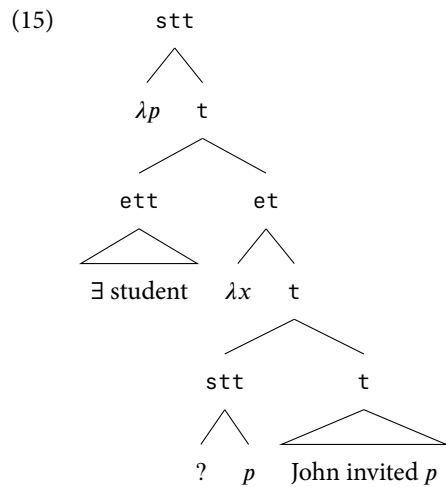 (15) stt
λp t
ett et
∃ student λx t
stt t
? p John invited p